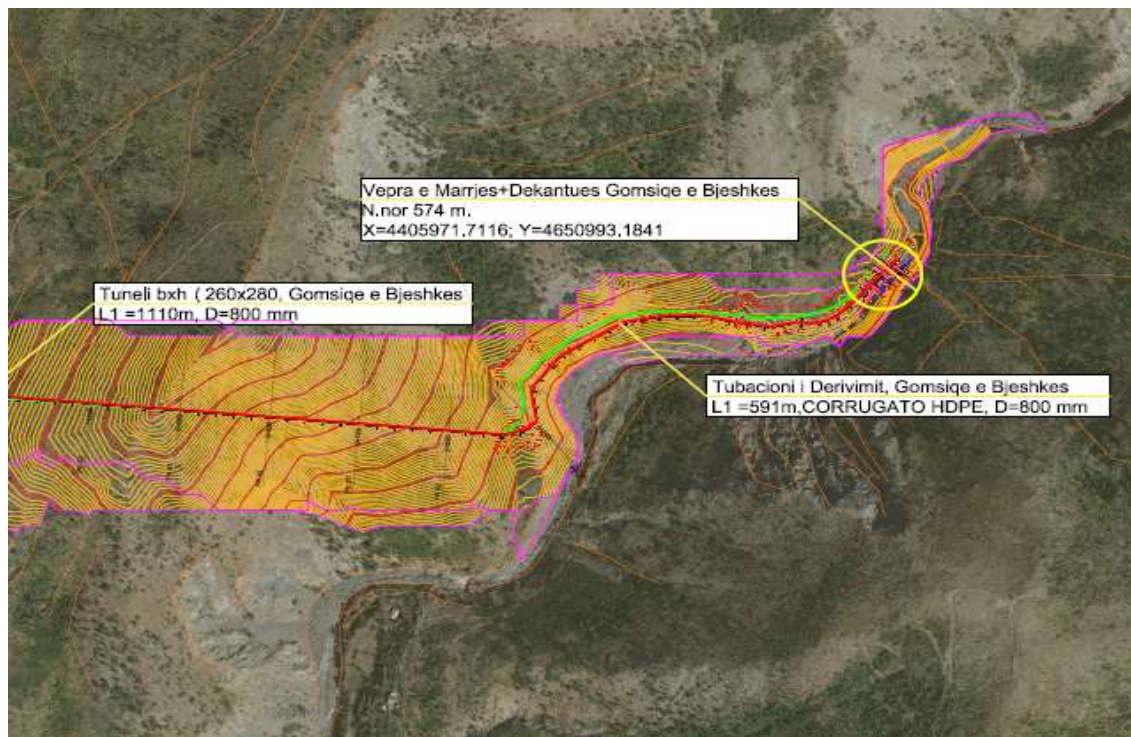 Vepra e Marrjes+Dekantues Gomsiqe e Bjeshkes
N.nor 574 m.
X=4405971,7116; Y=4650993,1841
Tuneli bxh ( 260x280, Gomsiqe e Bjeshkes
L1 =1110m, D=800 mm
Tubacioni i Derivimit, Gomsiqe e Bjeshkes
L1 =591m,CORRUGATO HDPE, D=800 mm